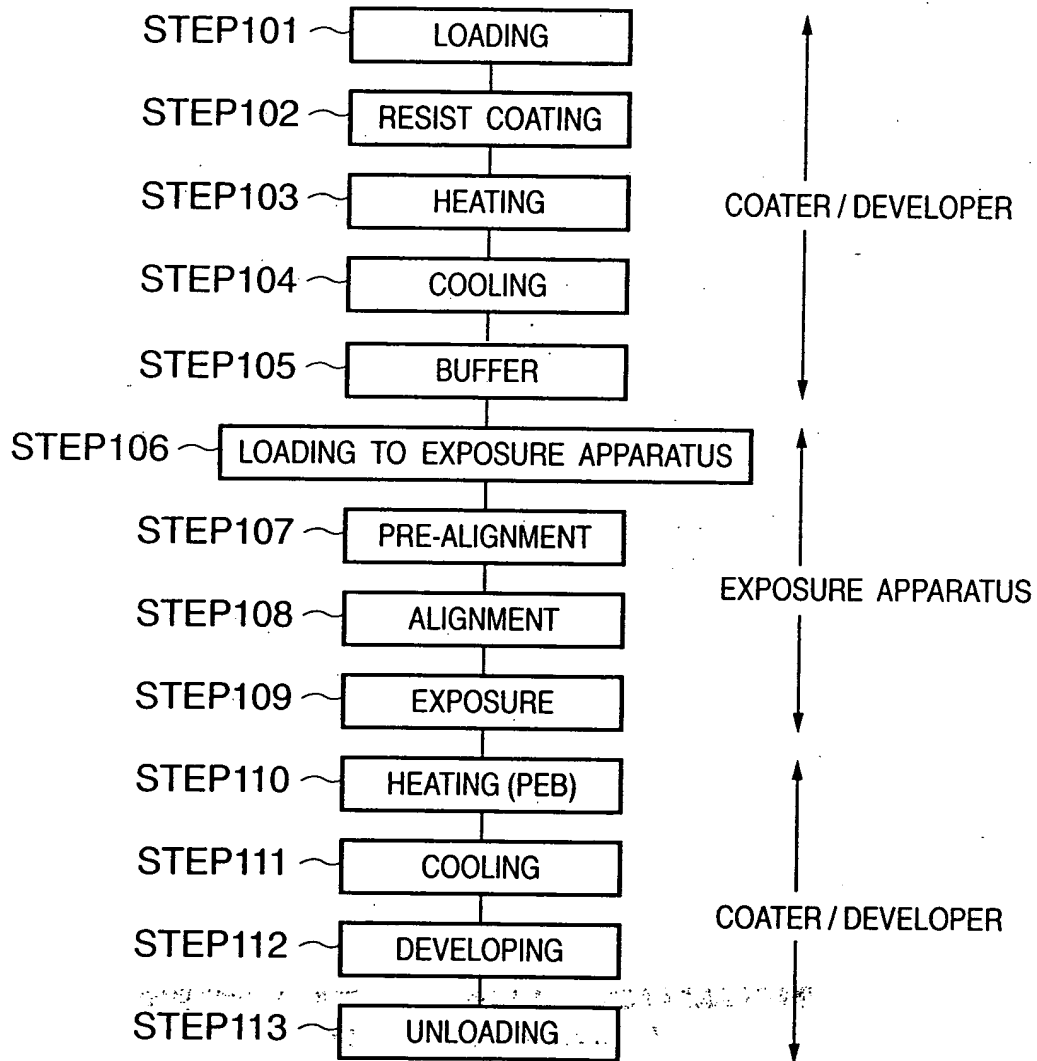 STEP101 LOADING
STEP102 RESIST COATING
STEP103 HEATING
STEP104 COOLING
STEP105 BUFFER
COATER / DEVELOPER
STEP106 LOADING TO EXPOSURE APPARATUS
STEP107 PRE-ALIGNMENT
STEP108 ALIGNMENT
STEP109 EXPOSURE
EXPOSURE APPARATUS
STEP110 HEATING (PEB)
STEP111 COOLING
STEP112 DEVELOPING
STEP113 UNLOADING
COATER / DEVELOPER